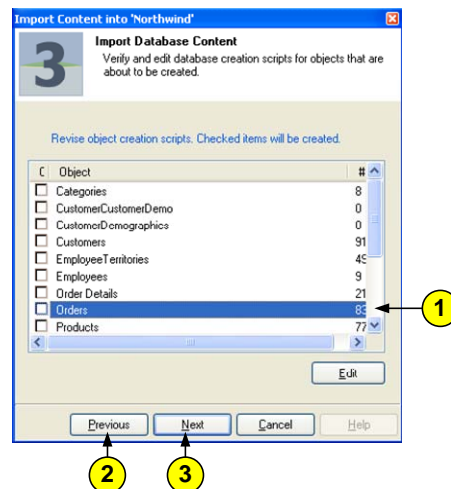 Import Content into 'Northwind'
3
Import Database Content
Verify and edit database creation scripts for objects that are
about to be created.
Revise object creation scripts. Checked items will be created.
C Object #
Categories 8
CustomerCustomerDemo 0
CustomerDemographics 0
Customers 91
EmployeeTerritories 49
Employees 9
Order Details 21
Orders 83
1
Products 77
Edit
Previous Next Cancel Help
2 3